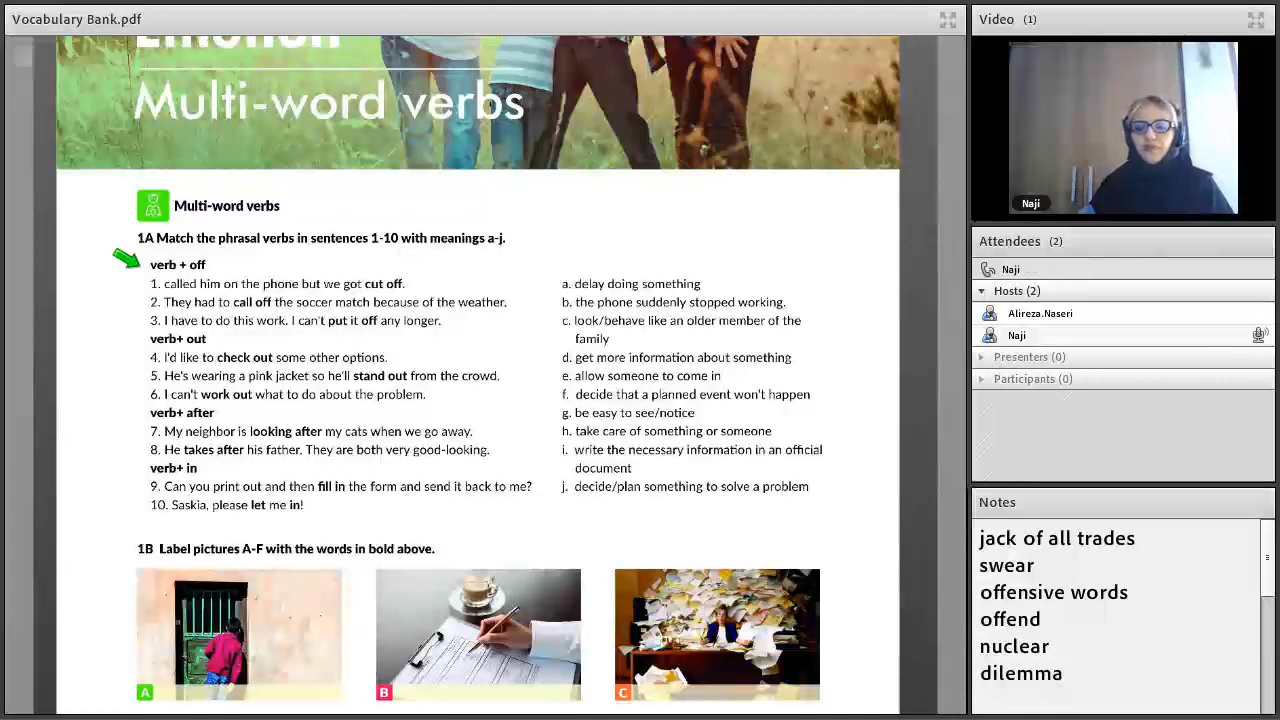 Vocabulary Bank.pdf
Emotion
Multi-word verbs
Multi-word verbs
1A Match the phrasal verbs in sentences 1-10 with meanings a-j.
verb + off
1. called him on the phone but we got cut off.
2. They had to call off the soccer match because of the weather.
3. I have to do this work. I can't put it off any longer.
verb+ out
4. I'd like to check out some other options.
5. He's wearing a pink jacket so he'll stand out from the crowd.
6. I can't work out what to do about the problem.
verb+ after
7. My neighbor is looking after my cats when we go away.
8. He takes after his father. They are both very good-looking.
verb+ in
9. Can you print out and then fill in the form and send it back to me?
10. Saskia, please let me in!
a. delay doing something
b. the phone suddenly stopped working.
c. look/behave like an older member of the
family
d. get more information about something
e. allow someone to come in
f. decide that a planned event won't happen
g. be easy to see/notice
h. take care of something or someone
i. write the necessary information in an official
document
j. decide/plan something to solve a problem
1B Label pictures A-F with the words in bold above.
A
B
C
Video (1)
Naji
Attendees (2)
Naji
Hosts (2)
Alireza.Naseri
Naji
Presenters (0)
Participants (0)
Notes
jack of all trades
swear
offensive words
offend
nuclear
dilemma